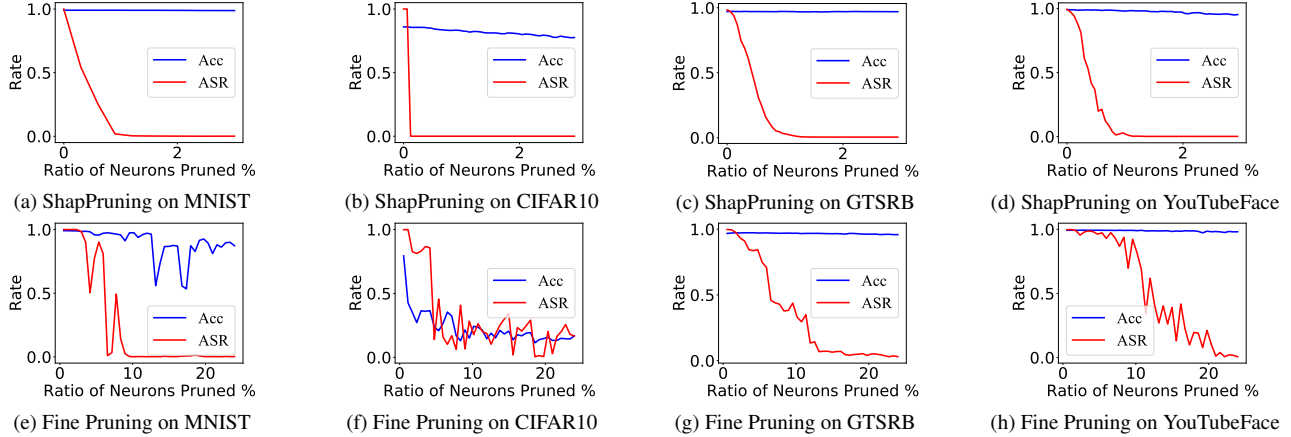 1.0
0.5
0.0
Rate
Acc
ASR
0
2
Ratio of Neurons Pruned %
(a) ShapPruning on MNIST
1.0
0.5
0.0
Rate
Acc
ASR
0
2
Ratio of Neurons Pruned %
(b) ShapPruning on CIFAR10
1.0
0.5
0.0
Rate
Acc
ASR
0
2
Ratio of Neurons Pruned %
(c) ShapPruning on GTSRB
1.0
0.5
0.0
Rate
Acc
ASR
0
2
Ratio of Neurons Pruned %
(d) ShapPruning on YouTubeFace
1.0
0.5
0.0
Rate
Acc
ASR
0
10
20
Ratio of Neurons Pruned %
(e) Fine Pruning on MNIST
1.0
0.5
0.0
Rate
Acc
ASR
0
10
20
Ratio of Neurons Pruned %
(f) Fine Pruning on CIFAR10
1.0
0.5
0.0
Rate
Acc
ASR
0
10
20
Ratio of Neurons Pruned %
(g) Fine Pruning on GTSRB
1.0
0.5
0.0
Rate
Acc
ASR
0
10
20
Ratio of Neurons Pruned %
(h) Fine Pruning on YouTubeFace